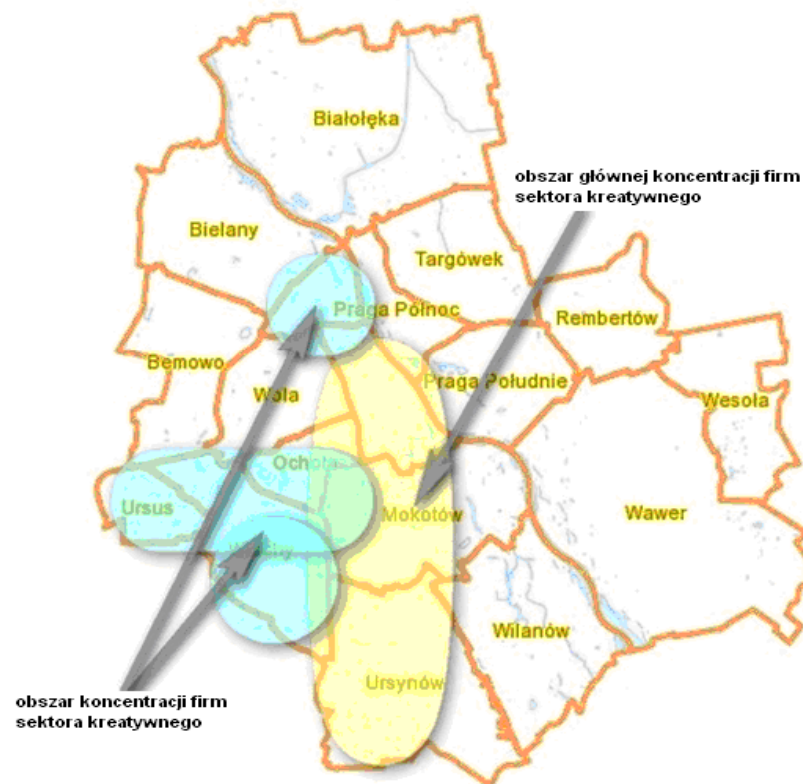 Białołęka
obszar głównej koncentracji firm
sektora kreatywnego
Bielany
Targówek
Praga Północ
Rembertów
Bemowo
Praga Południe
Wola
Wesoła
Ochota
Ursus
Mokotów
Wawer
Włochy
Wilanów
Ursynów
obszar koncentracji firm
sektora kreatywnego